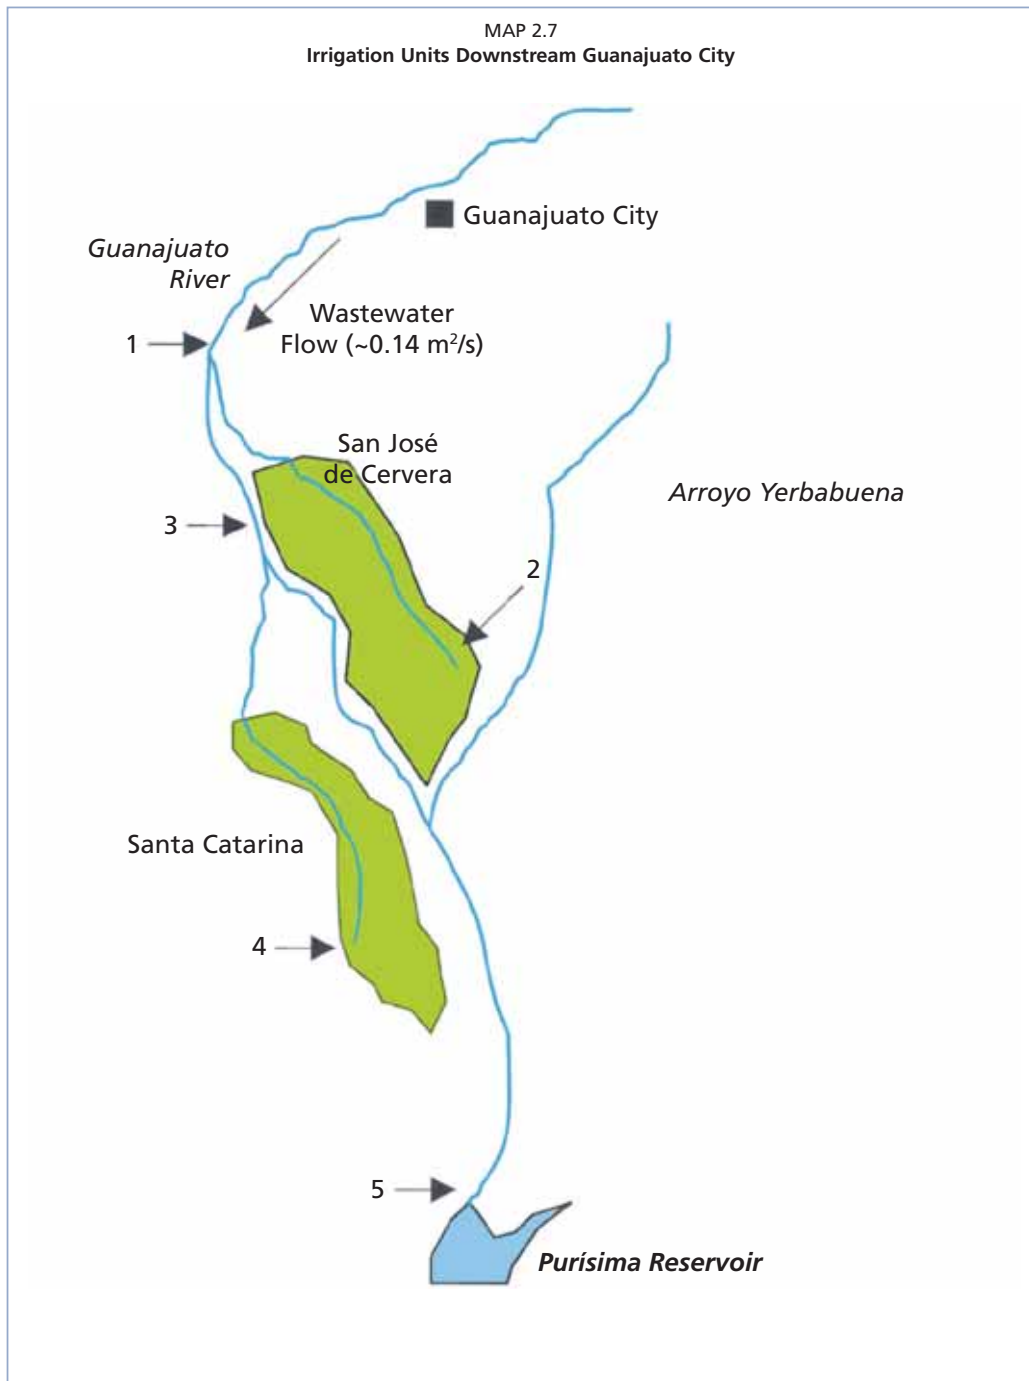 MAP 2.7
Irrigation Units Downstream Guanajuato City
Guanajuato City
Guanajuato
River
Wastewater
Flow (~0.14 m²/s)
1
San José
de Cervera
Arroyo Yerbabuena
3
2
Santa Catarina
4
5
Purísima Reservoir